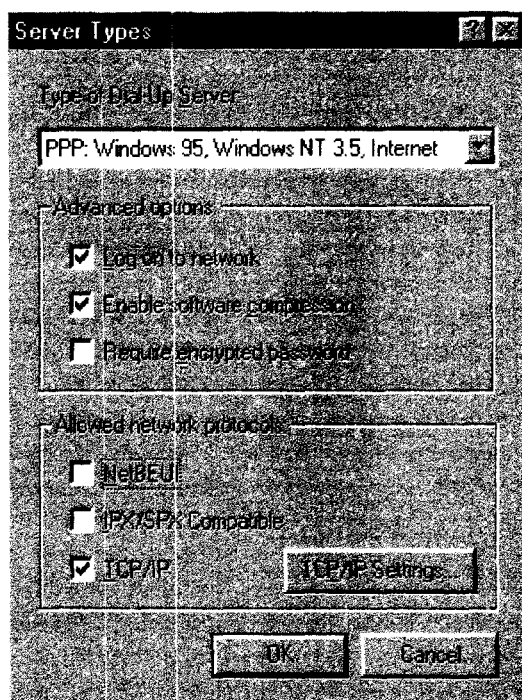 Server Types
Type of Dial-Up Server:
PPP: Windows 95, Windows NT 3.5, Internet
Advanced options:
Log on to network
Enable software compression
Require encrypted password
Allowed network protocols:
NetBEUI
IPX/SPX Compatible
TCP/IP
TCP/IP Settings...
OK
Cancel